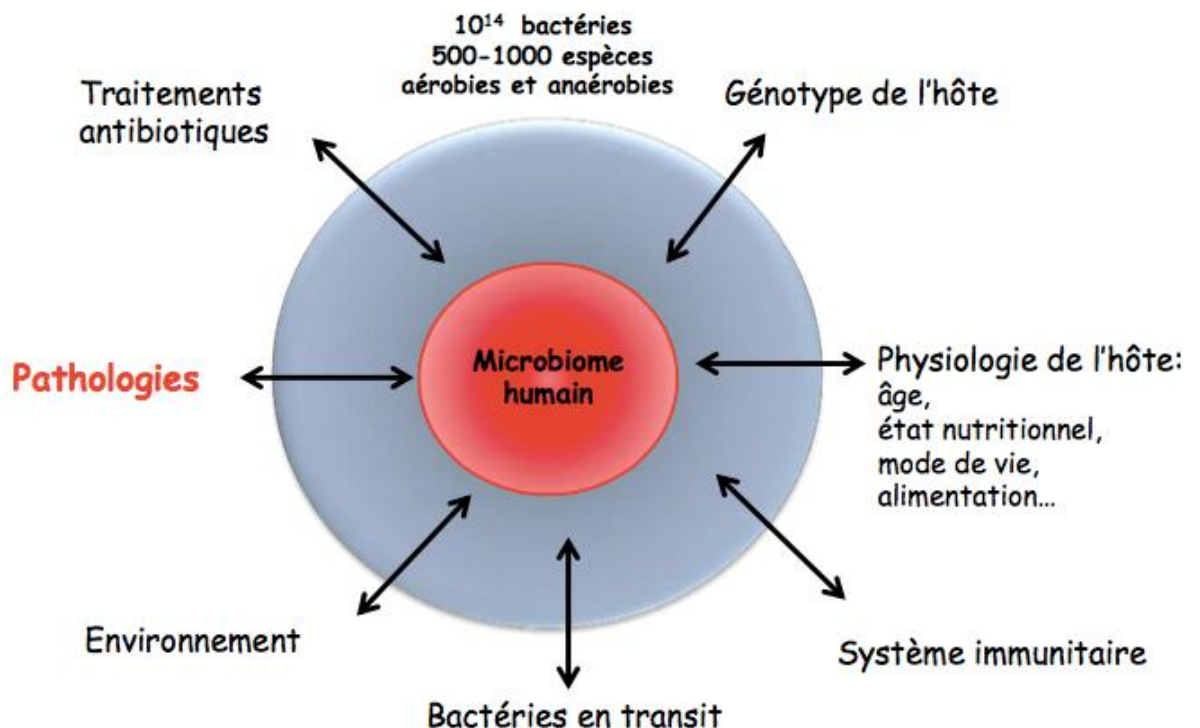 10¹⁴ bactéries
500-1000 espèces
aérobies et anaérobies
Traitements
antibiotiques
Génotype de l'hôte
Pathologies
Microbiome
humain
Physiologie de l'hôte:
âge,
état nutritionnel,
mode de vie,
alimentation...
Environnement
Système immunitaire
Bactéries en transit